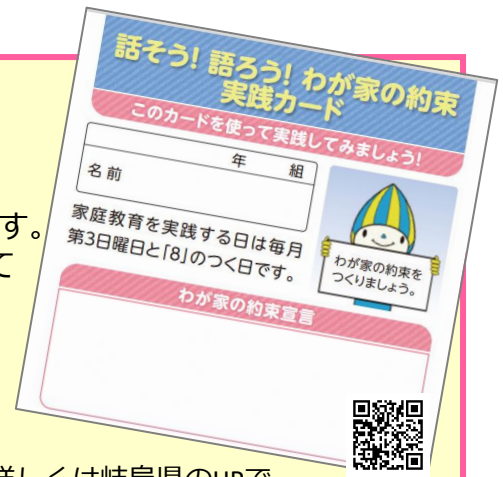 話そう! 語ろう! わが家の約束
実践カード
このカードを使って実践してみましょう!
年 組
名前
す。
て
家庭教育を実践する日は毎月
第3日曜日と「8」のつく日です。
わが家の約束を
つくりましょう。
わが家の約束宣言
しくは岐阜県のHPで